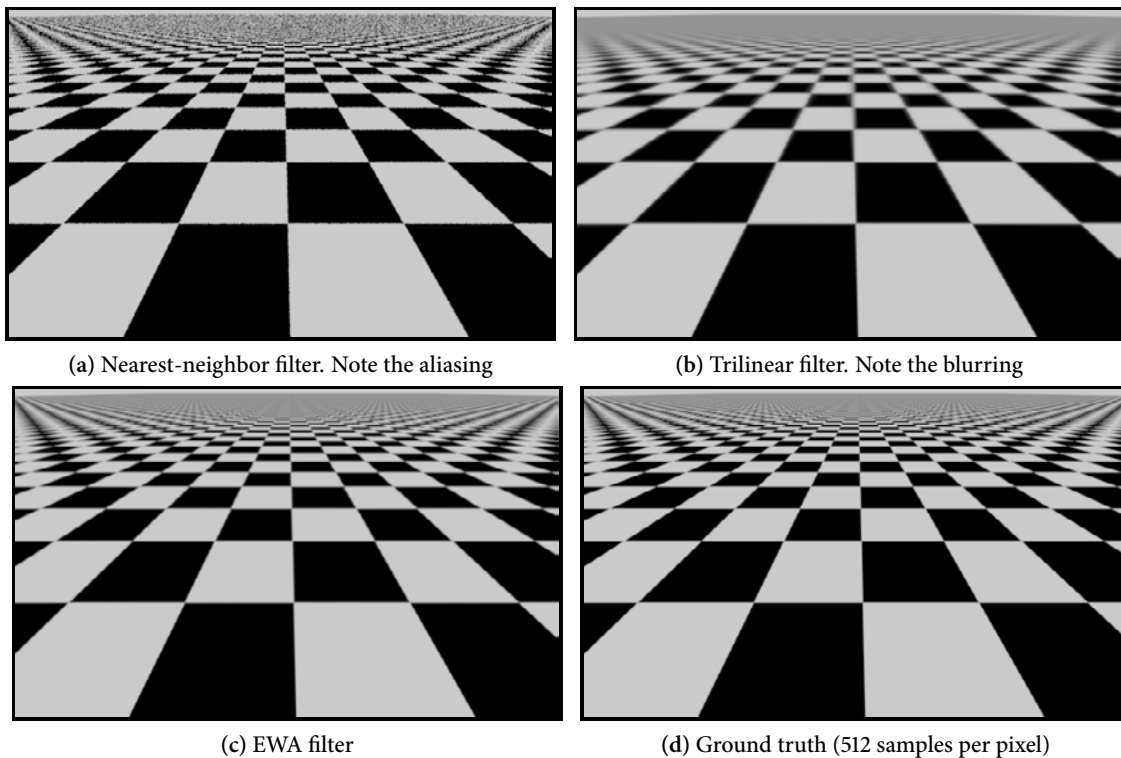 (a) Nearest-neighbor filter. Note the aliasing
(b) Trilinear filter. Note the blurring
(c) EWA filter
(d) Ground truth (512 samples per pixel)